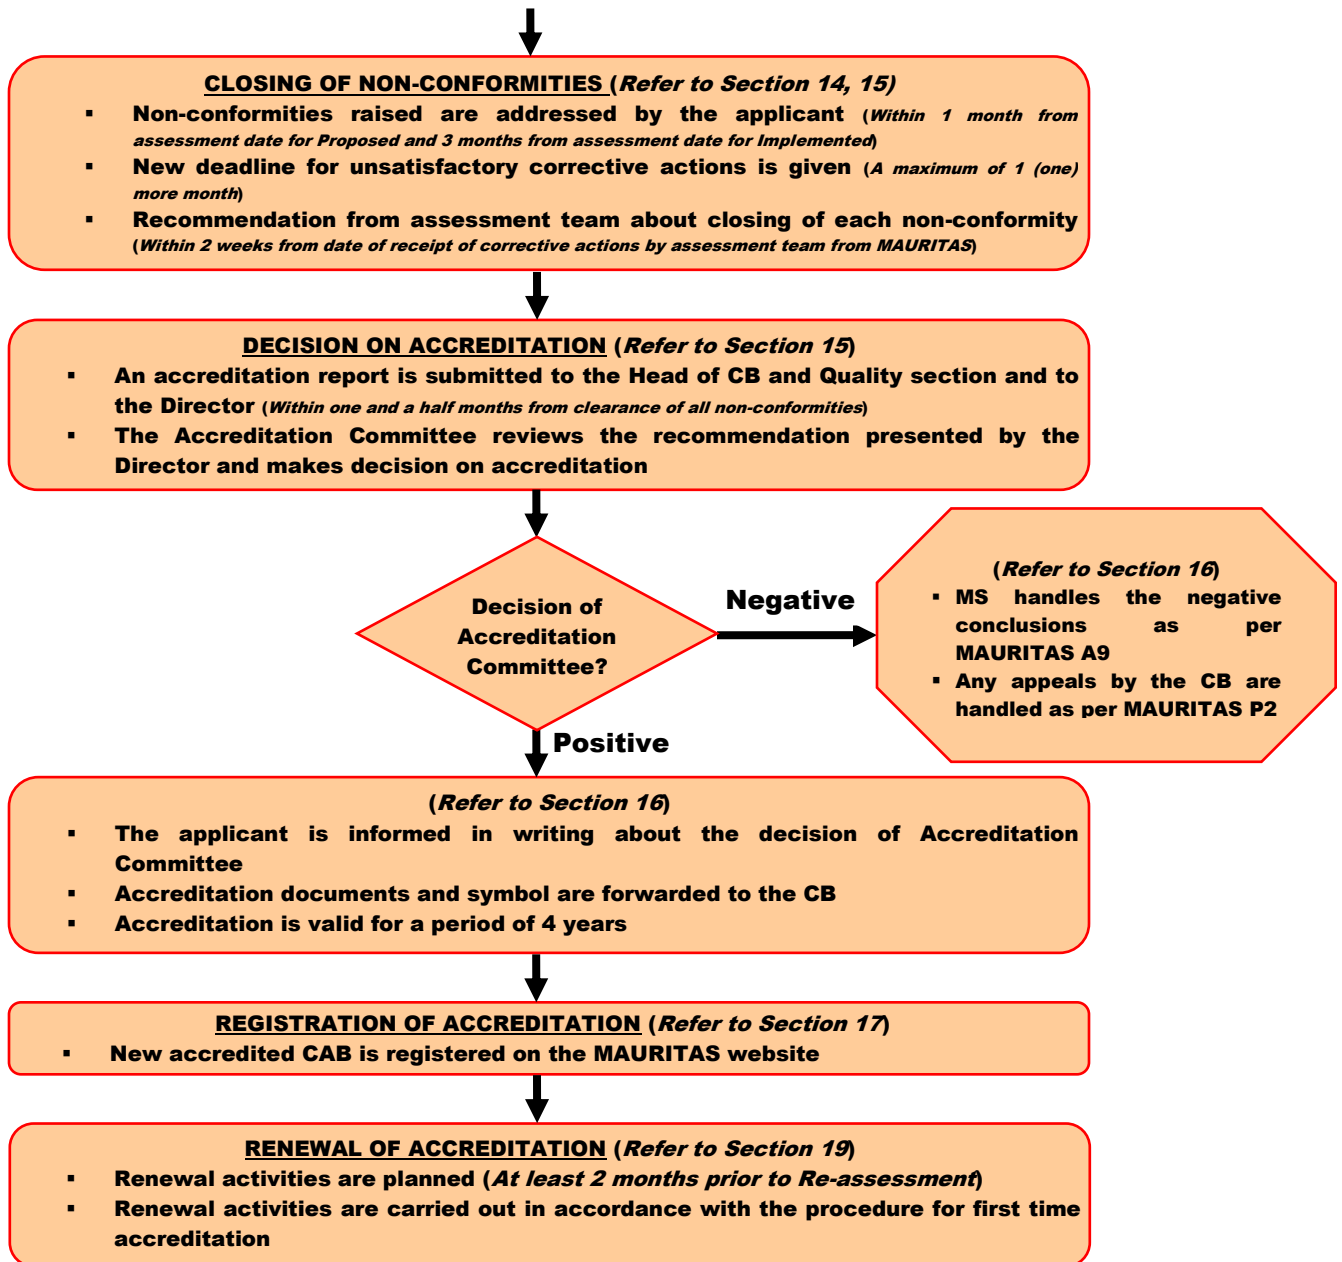 CLOSING OF NON-CONFORMITIES (Refer to Section 14, 15)
▪ Non-conformities raised are addressed by the applicant (Within 1 month from
assessment date for Proposed and 3 months from assessment date for Implemented)
▪ New deadline for unsatisfactory corrective actions is given (A maximum of 1 (one)
more month)
▪ Recommendation from assessment team about closing of each non-conformity
(Within 2 weeks from date of receipt of corrective actions by assessment team from MAURITAS)
DECISION ON ACCREDITATION (Refer to Section 15)
▪ An accreditation report is submitted to the Head of CB and Quality section and to
the Director (Within one and a half months from clearance of all non-conformities)
▪ The Accreditation Committee reviews the recommendation presented by the
Director and makes decision on accreditation
Decision of
Accreditation
Committee?
Negative
(Refer to Section 16)
▪ MS handles the negative
conclusions as per
MAURITAS A9
▪ Any appeals by the CB are
handled as per MAURITAS P2
Positive
(Refer to Section 16)
▪ The applicant is informed in writing about the decision of Accreditation
Committee
▪ Accreditation documents and symbol are forwarded to the CB
▪ Accreditation is valid for a period of 4 years
REGISTRATION OF ACCREDITATION (Refer to Section 17)
▪ New accredited CAB is registered on the MAURITAS website
RENEWAL OF ACCREDITATION (Refer to Section 19)
▪ Renewal activities are planned (At least 2 months prior to Re-assessment)
▪ Renewal activities are carried out in accordance with the procedure for first time
accreditation